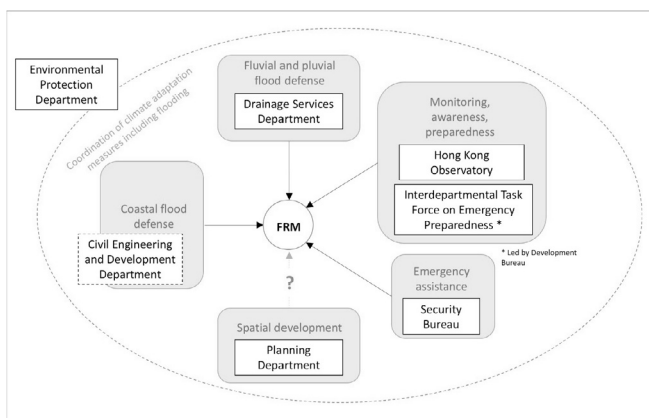 Environmental
Protection
Department
Coordination of climate adaptation
measures including flooding
Fluvial and pluvial
flood defense
Drainage Services
Department
Monitoring,
awareness,
preparedness
Hong Kong
Observatory
Interdepartmental Task
Force on Emergency
Preparedness *
* Led by Development
Bureau
Coastal flood
defense
Civil Engineering
and Development
Department
FRM
?
Emergency
assistance
Security
Bureau
Spatial development
Planning
Department